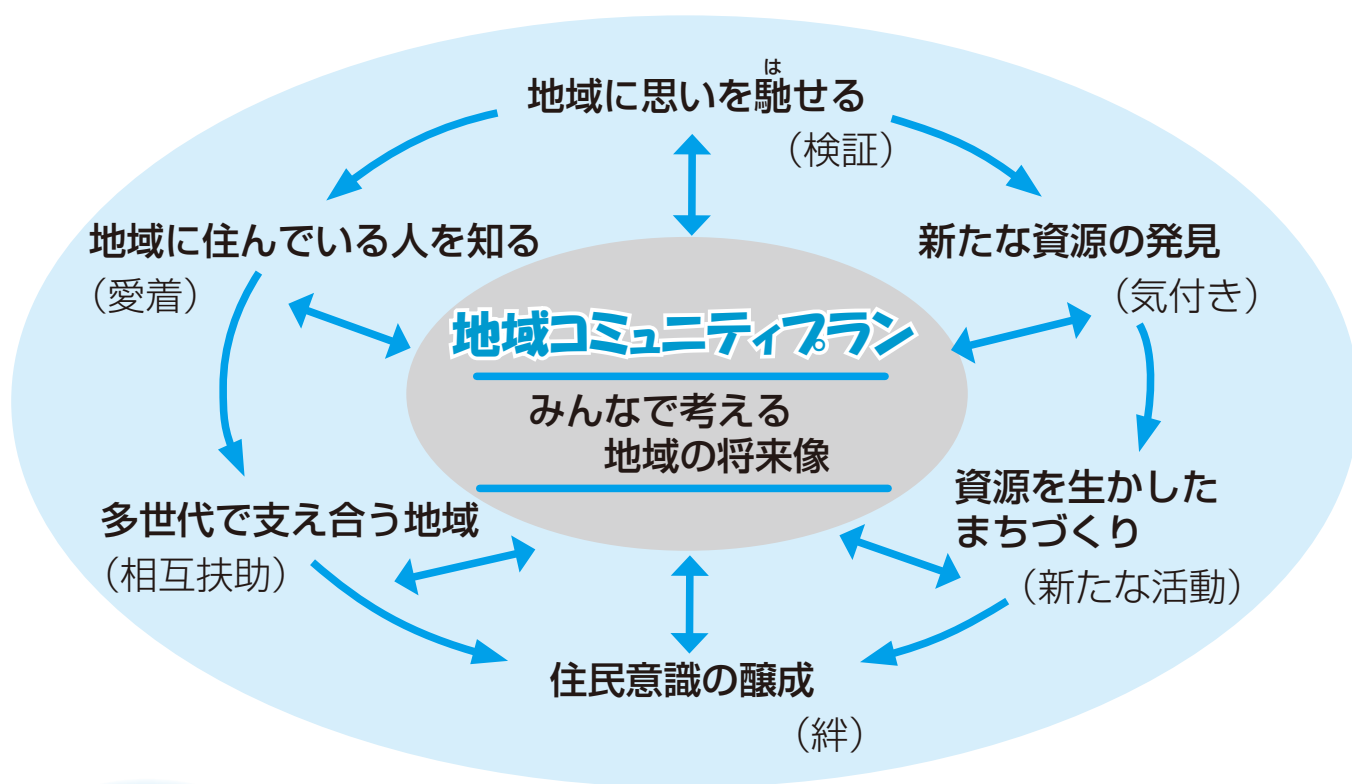 は
地域に思いを馳せる
（検証）
地域に住んでいる人を知る
（愛着）
新たな資源の発見
（気付き）
地域コミュニティプラン
みんなで考える
地域の将来像
多世代で支え合う地域
（相互扶助）
資源を生かした
まちづくり
（新たな活動）
住民意識の醸成
（絆）